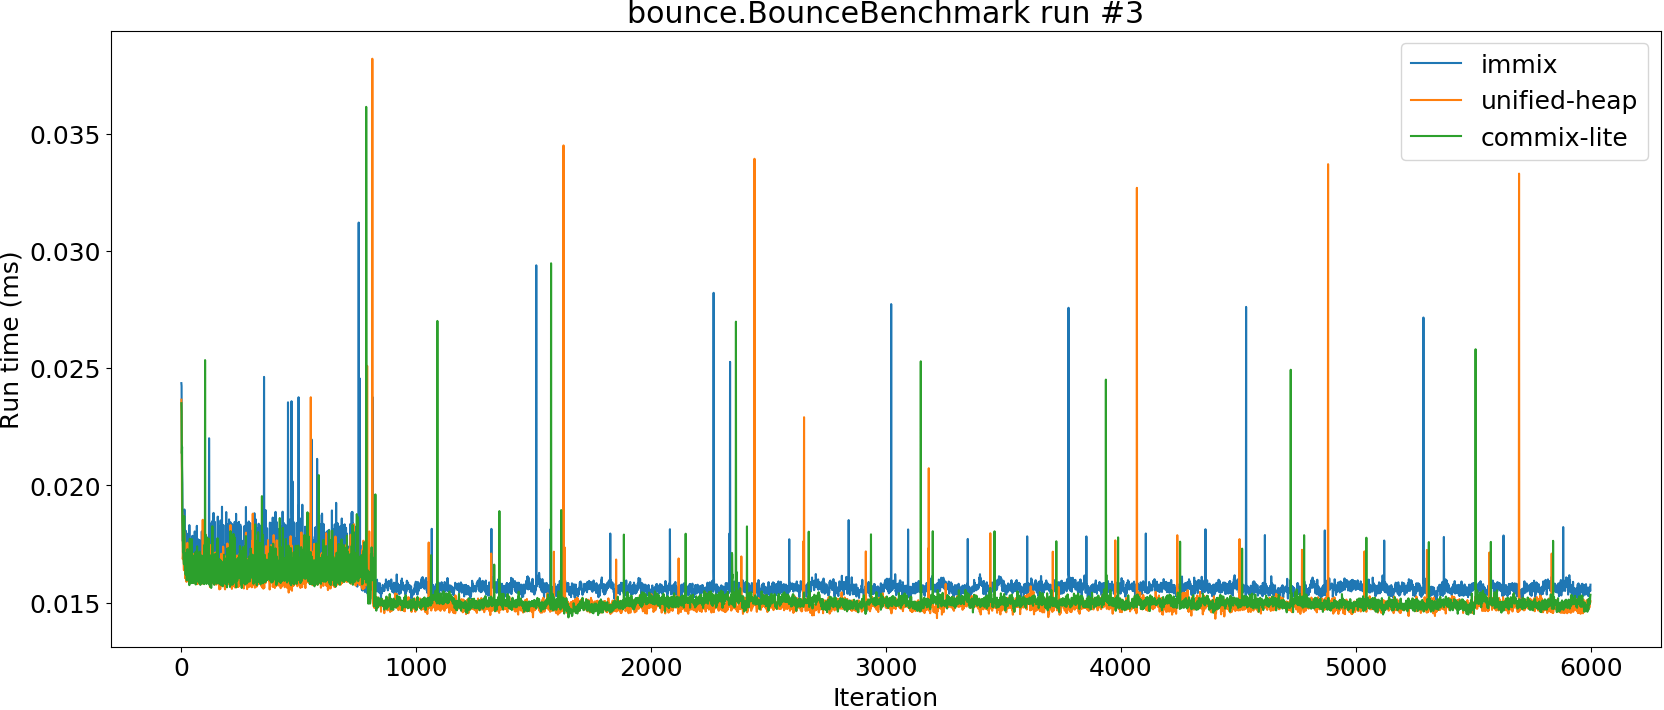 bounce.BounceBenchmark run #3
immix
unified-heap
commix-lite
Run time (ms)
0.035
0.030
0.025
0.020
0.015
0 1000 2000 3000 4000 5000 6000
Iteration